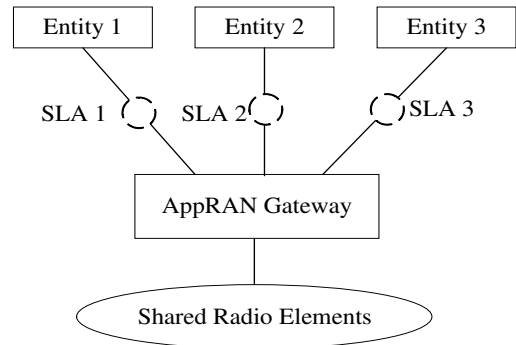 Entity 1
Entity 2
Entity 3
SLA 1
SLA 2
SLA 3
AppRAN Gateway
Shared Radio Elements